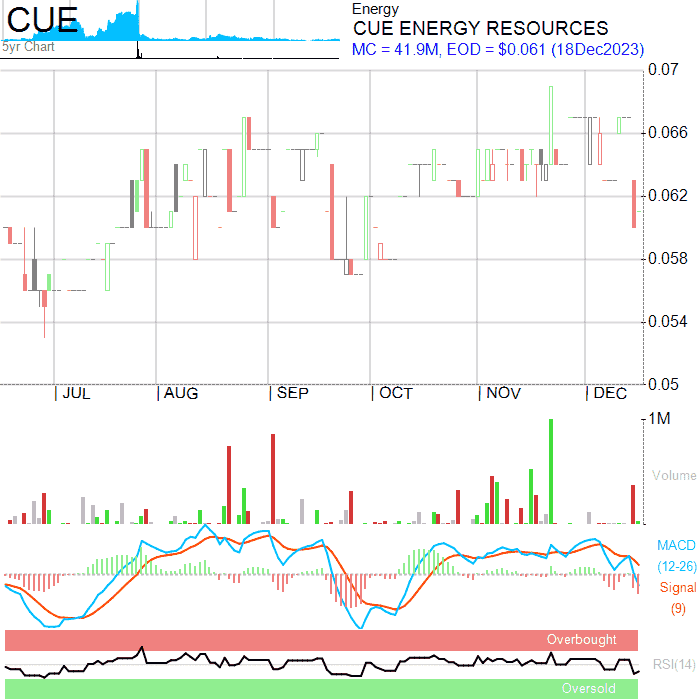 CUE
5yr Chart
Energy
CUE ENERGY RESOURCES
MC = 41.9M, EOD = $0.061 (18Dec2023)
0.07
0.066
0.062
0.058
0.054
0.05
| JUL | AUG | SEP | OCT | NOV | DEC
1M
Volume
MACD
(12-26)
Signal
(9)
Overbought
RSI(14)
Oversold